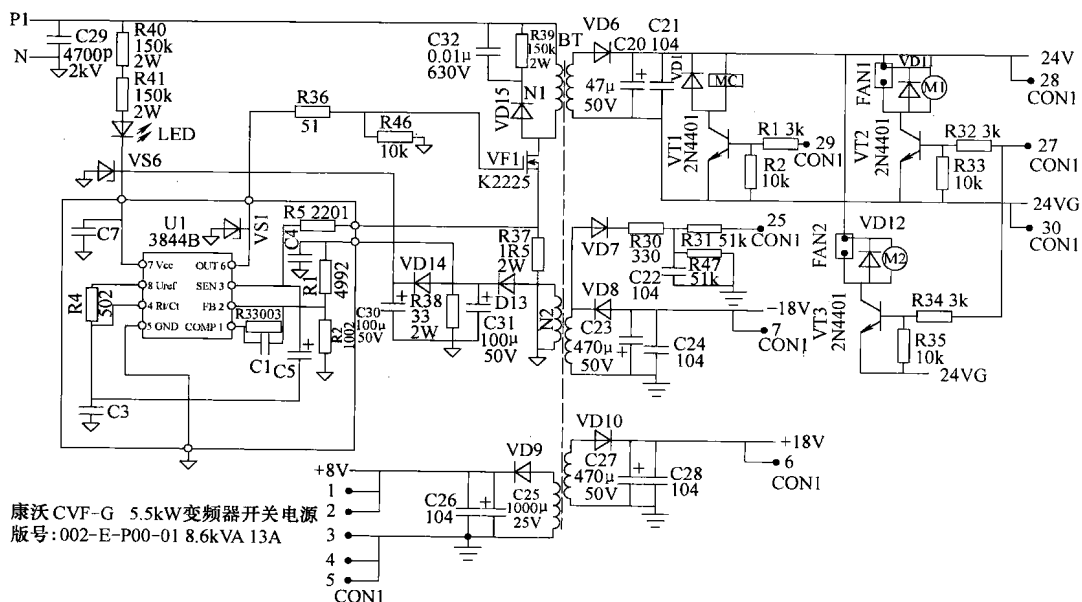 P1
N
C29
4700p
2kV
R40
150k
2W
R41
150k
2W
LED
VS6
C7
U1
3844B
7 Vcc
8 Uref
4 Rt/Ct
5 GND
OUT 6
SEN 3
FB 2
COMP 1
R4
502
C3
VS1
R33003
C1
C5
R5 2201
C4
R1
4992
R2
1002
R36
51
R46
10k
C32
0.01μ
630V
R39
150k
2W
BT
N1
VD15
VF1
K2225
R37
1R5
2W
VD14
D13
R38
33
2W
C30
100μ
50V
C31
100μ
50V
N2
VD6
C20
47μ
50V
C21
104
VD1
MC
VT1
2N4401
R1 3k
29
CON1
R2
10k
FAN1
VD11
M1
VT2
2N4401
R32 3k
R33
10k
24V
28
CON1
27
CON1
24VG
30
CON1
VD7
R30
330
R31 51k
25
CON1
C22
104
R47
51k
VD8
-18V
7
CON1
C23
470μ
50V
C24
104
FAN2
VD12
M2
VT3
2N4401
R34 3k
R35
10k
24VG
VD10
+18V
6
CON1
C27
470μ
50V
C28
104
VD9
+8V
1
2
3
4
5
CON1
C26
104
C25
1000μ
25V
康沃 CVF-G 5.5kW变频器开关电源
版号:002-E-P00-01 8.6kVA 13A